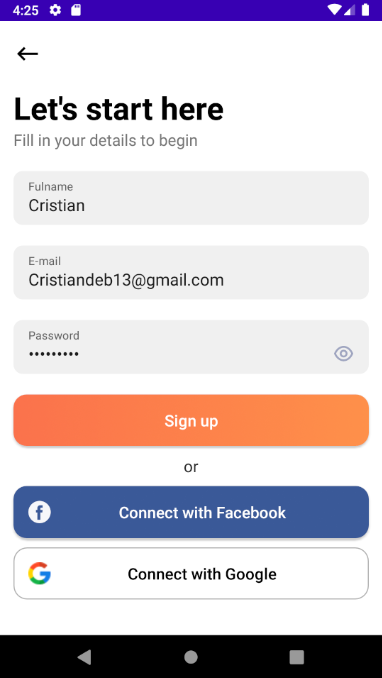 4:25
Let's start here
Fill in your details to begin
Fulname
Cristian
E-mail
Cristiandeb13@gmail.com
Password
•••••••••
Sign up
or
Connect with Facebook
Connect with Google